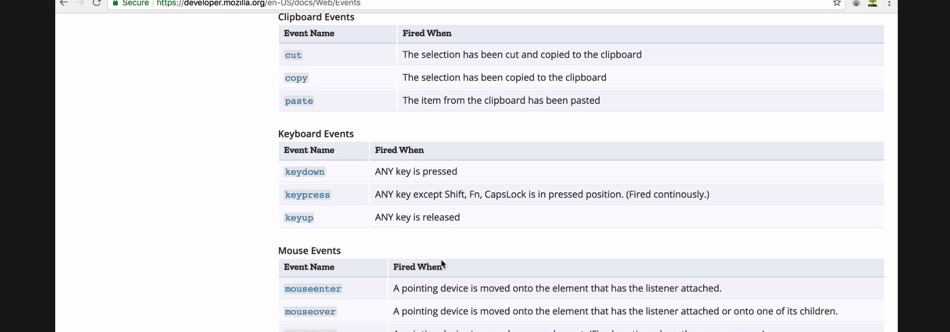 Secure https://developer.mozilla.org/en-US/docs/Web/Events
Clipboard Events
Event Name Fired When
cut The selection has been cut and copied to the clipboard
copy The selection has been copied to the clipboard
paste The item from the clipboard has been pasted
Keyboard Events
Event Name Fired When
keydown ANY key is pressed
keypress ANY key except Shift, Fn, CapsLock is in pressed position. (Fired continously.)
keyup ANY key is released
Mouse Events
Event Name Fired When
mouseenter A pointing device is moved onto the element that has the listener attached.
mouseover A pointing device is moved onto the element that has the listener attached or onto one of its children.